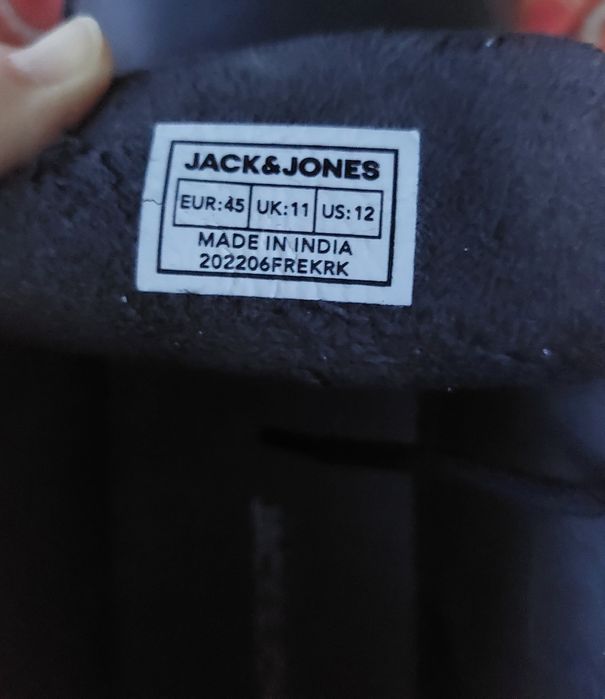 JACK&JONES
EUR:45 UK:11 US:12
MADE IN INDIA
202206FREKRK